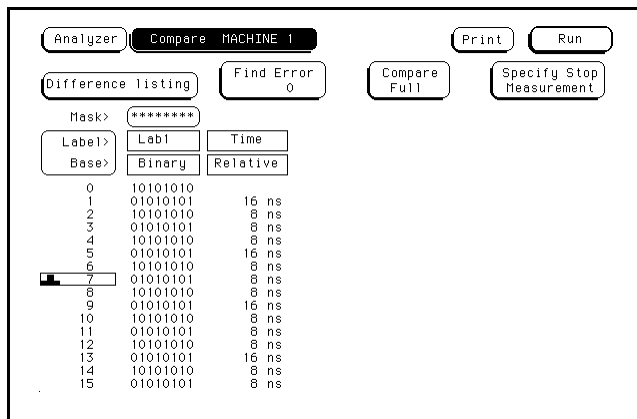 Analyzer Compare MACHINE 1 Print Run
Difference listing Find Error 0 Compare Full Specify Stop Measurement
Mask> ********
Label> Lab1 Time
Base> Binary Relative
0 10101010
1 01010101 16 ns
2 10101010 8 ns
3 01010101 8 ns
4 10101010 8 ns
5 01010101 16 ns
6 10101010 8 ns
7 01010101 8 ns
8 10101010 8 ns
9 01010101 16 ns
10 10101010 8 ns
11 01010101 8 ns
12 10101010 8 ns
13 01010101 16 ns
14 10101010 8 ns
15 01010101 8 ns